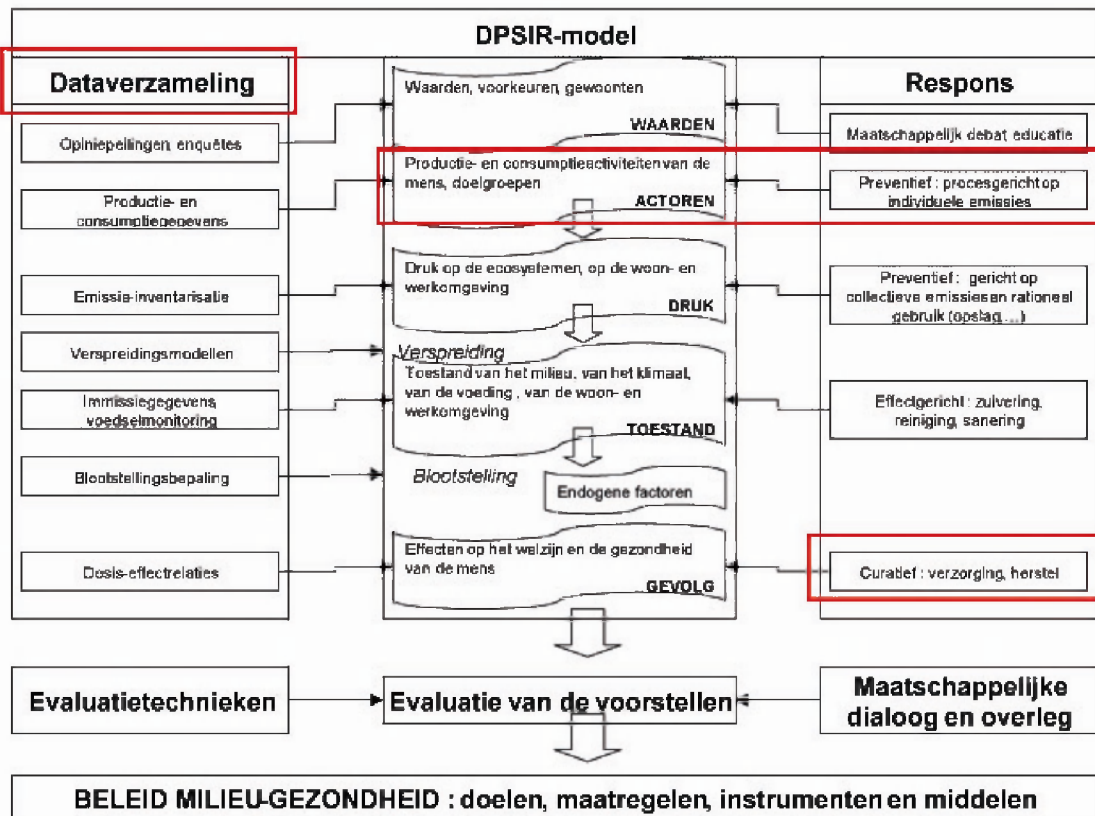 DPSIR-model
Dataverzameling
Opiniepeilingen, enquêtes
Productie- en
consumptiegegevens
Emissie-inventarisatie
Verspreidingsmodellen
Immissiegegevens,
voedselmonitoring
Blootstellingsbepaling
Dosis-effectrelaties
Waarden, voorkeuren, gewoonten
WAARDEN
Productie- en consumptieactiviteiten van de
mens, doelgroepen
ACTOREN
Druk op de ecosystemen, op de woon- en
werkomgeving
DRUK
Verspreiding
Toestand van het milieu, van het klimaat,
van de voeding , van de woon- en
werkomgeving
TOESTAND
Blootstelling
Endogene factoren
Effecten op het welzijn en de gezondheid
van de mens
GEVOLG
Respons
Maatschappelijk debat, educatie
Preventief : procesgericht op
individuele emissies
Preventief : gericht op
collectieve emissies en rationeel
gebruik (opslag, ...)
Effectgericht : zuivering,
reiniging, sanering
Curatief : verzorging, herstel
Evaluatietechnieken
Evaluatie van de voorstellen
Maatschappelijke
dialoog en overleg
BELEID MILIEU-GEZONDHEID : doelen, maatregelen, instrumenten en middelen